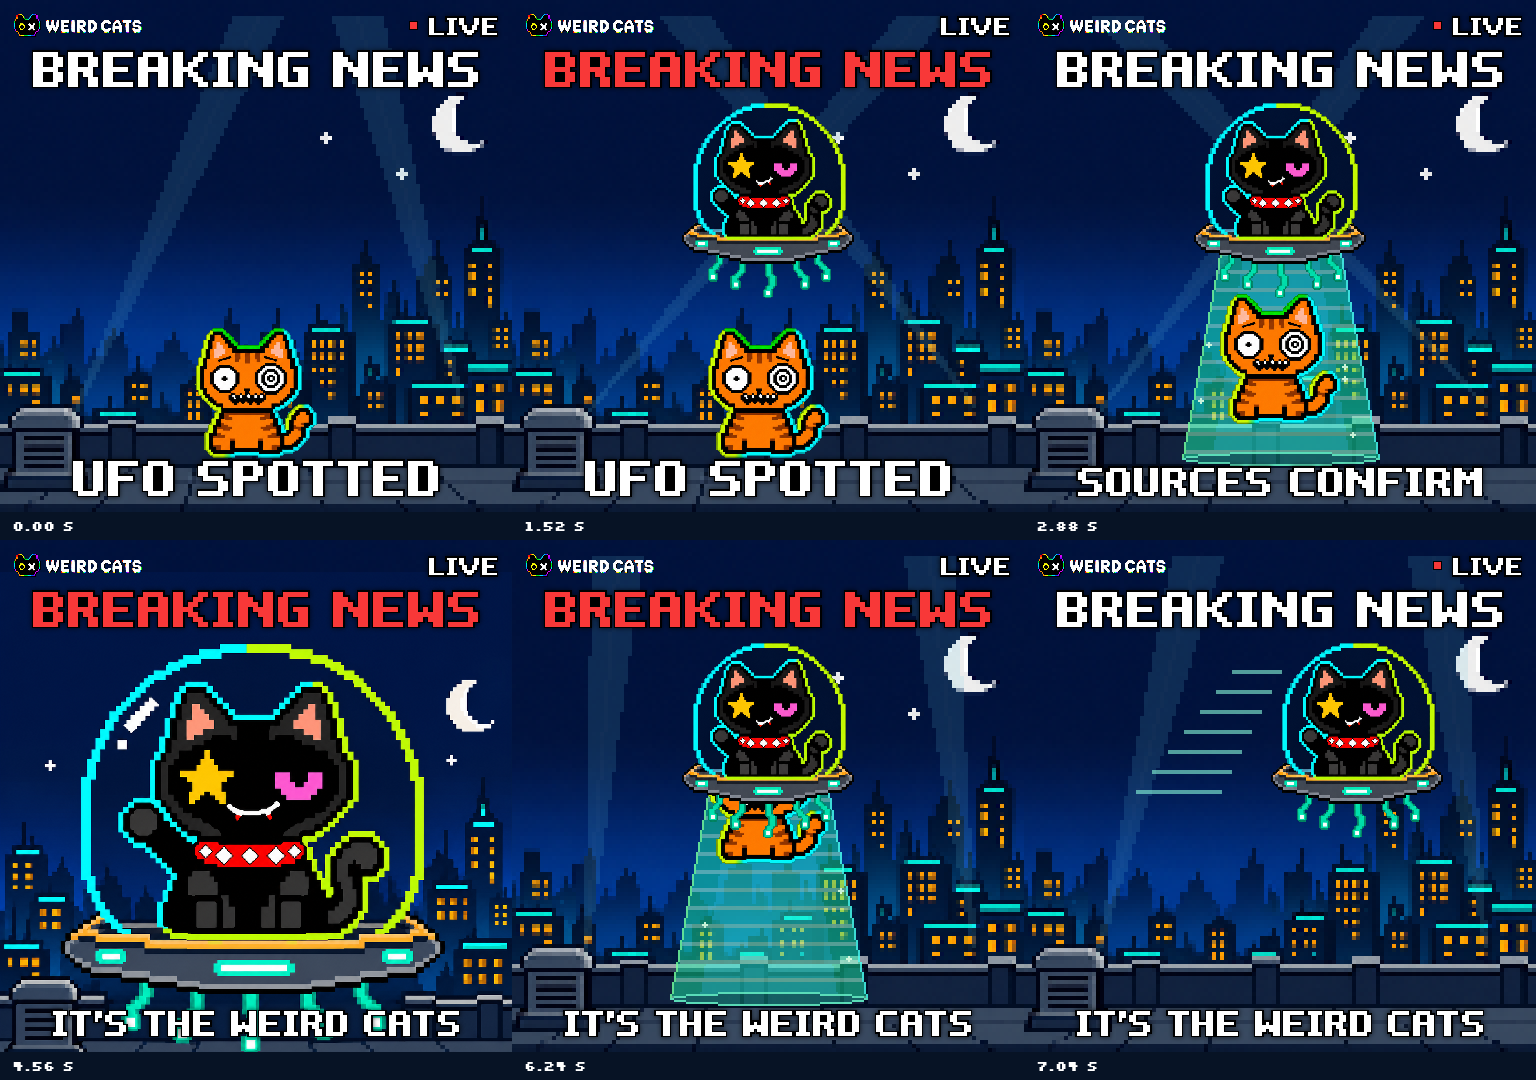 WEIRD CATS
LIVE
BREAKING NEWS
UFO SPOTTED
0.00 S
WEIRD CATS
LIVE
BREAKING NEWS
UFO SPOTTED
1.52 S
WEIRD CATS
LIVE
BREAKING NEWS
SOURCES CONFIRM
2.88 S
WEIRD CATS
LIVE
BREAKING NEWS
IT'S THE WEIRD CATS
4.56 S
WEIRD CATS
LIVE
BREAKING NEWS
IT'S THE WEIRD CATS
6.24 S
WEIRD CATS
LIVE
BREAKING NEWS
IT'S THE WEIRD CATS
7.04 S